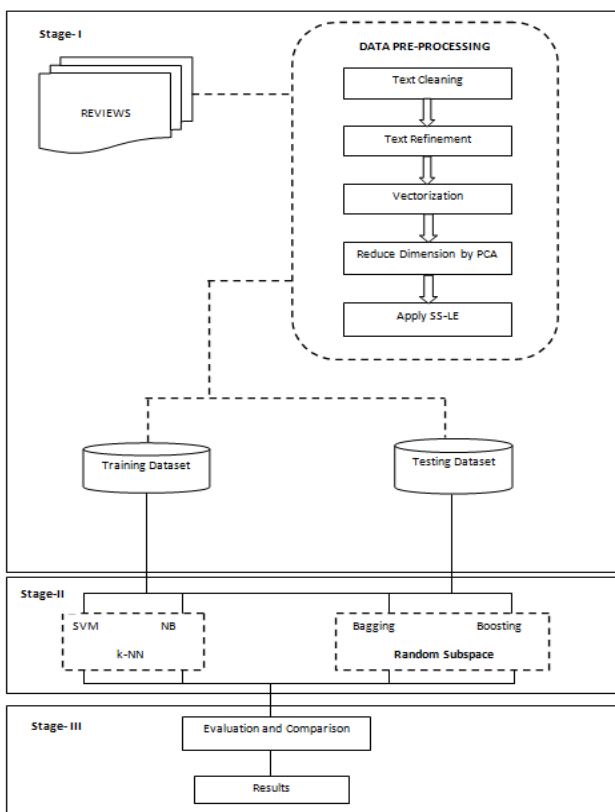 Stage- I
DATA PRE-PROCESSING
Text Cleaning
REVIEWS
Text Refinement
Vectorization
Reduce Dimension by PCA
Apply SS-LE
Training Dataset
Testing Dataset
Stage-II
SVM
NB
k-NN
Bagging
Boosting
Random Subspace
Stage- III
Evaluation and Comparison
Results